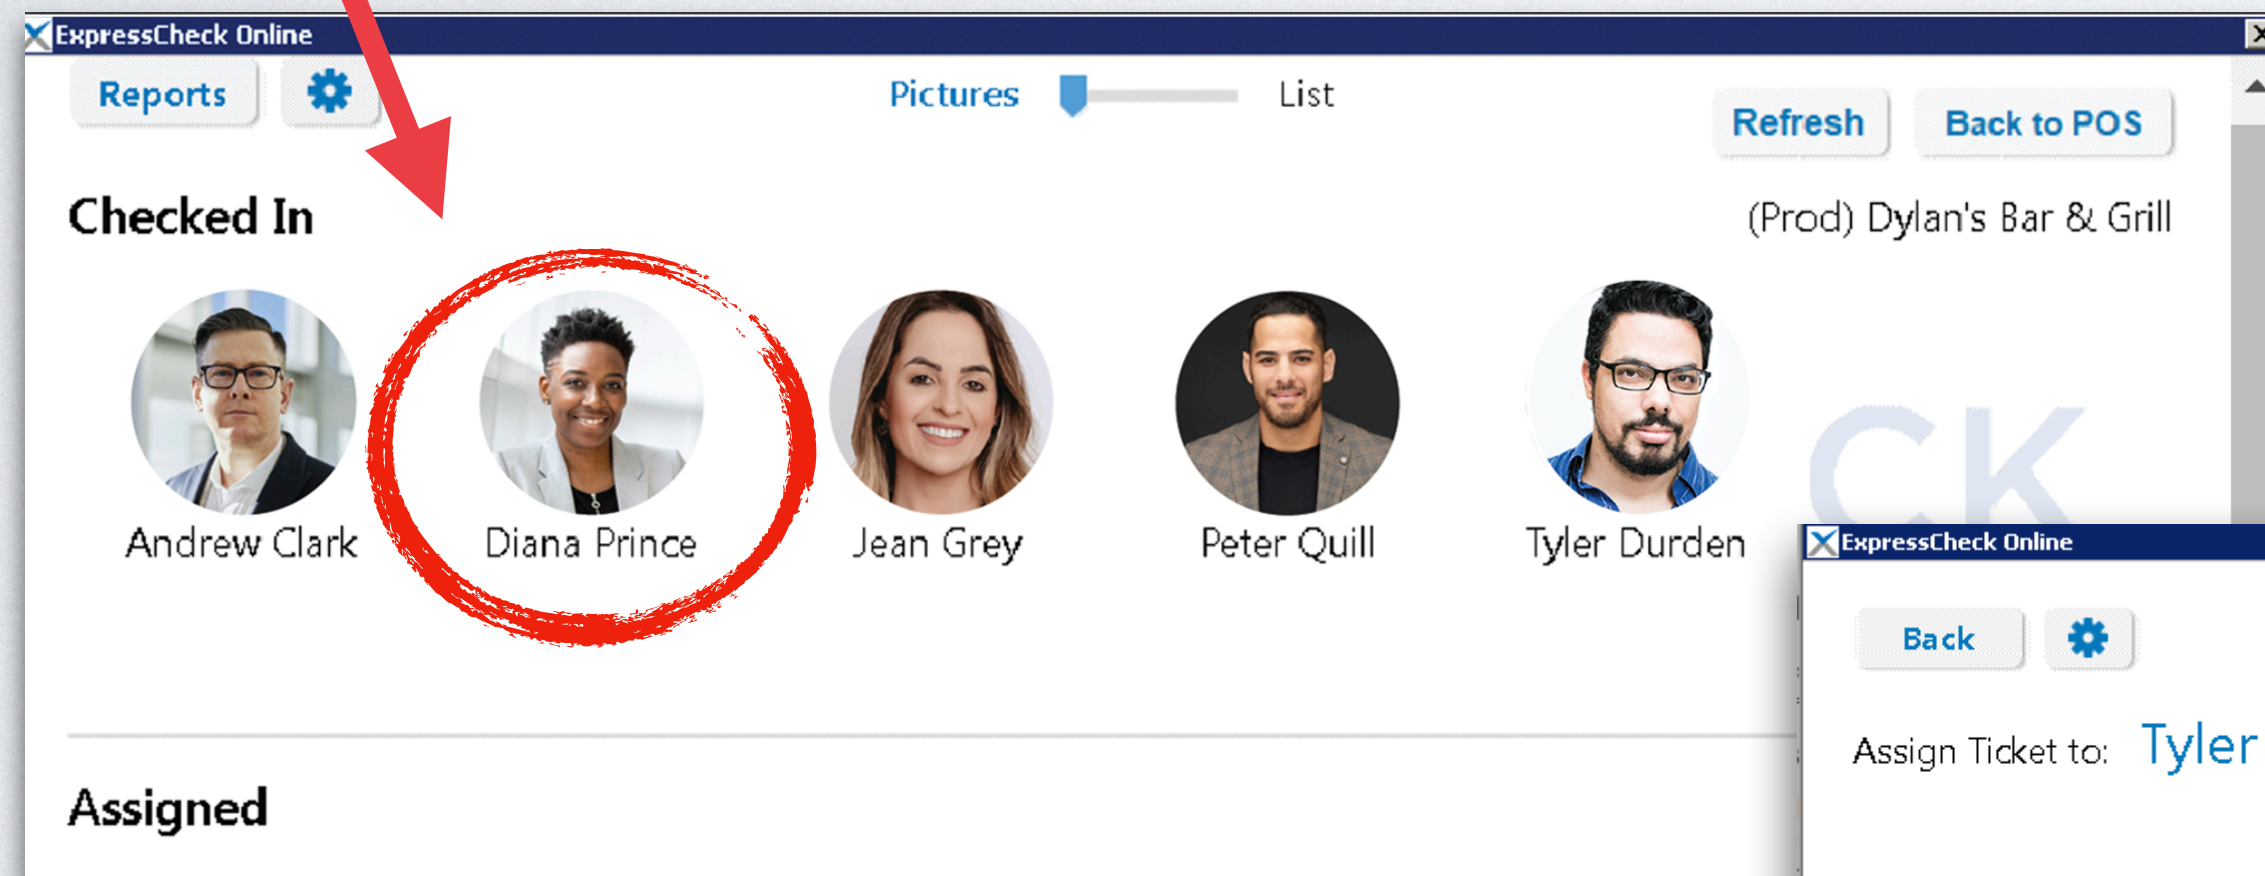 ExpressCheck Online
Reports
Pictures List
Refresh Back to POS
Checked In
(Prod) Dylan's Bar & Grill
CK
Andrew Clark
Diana Prince
Jean Grey
Peter Quill
Tyler Durden
ExpressCheck Online
Back
Assign Ticket to: Tyler
Assigned